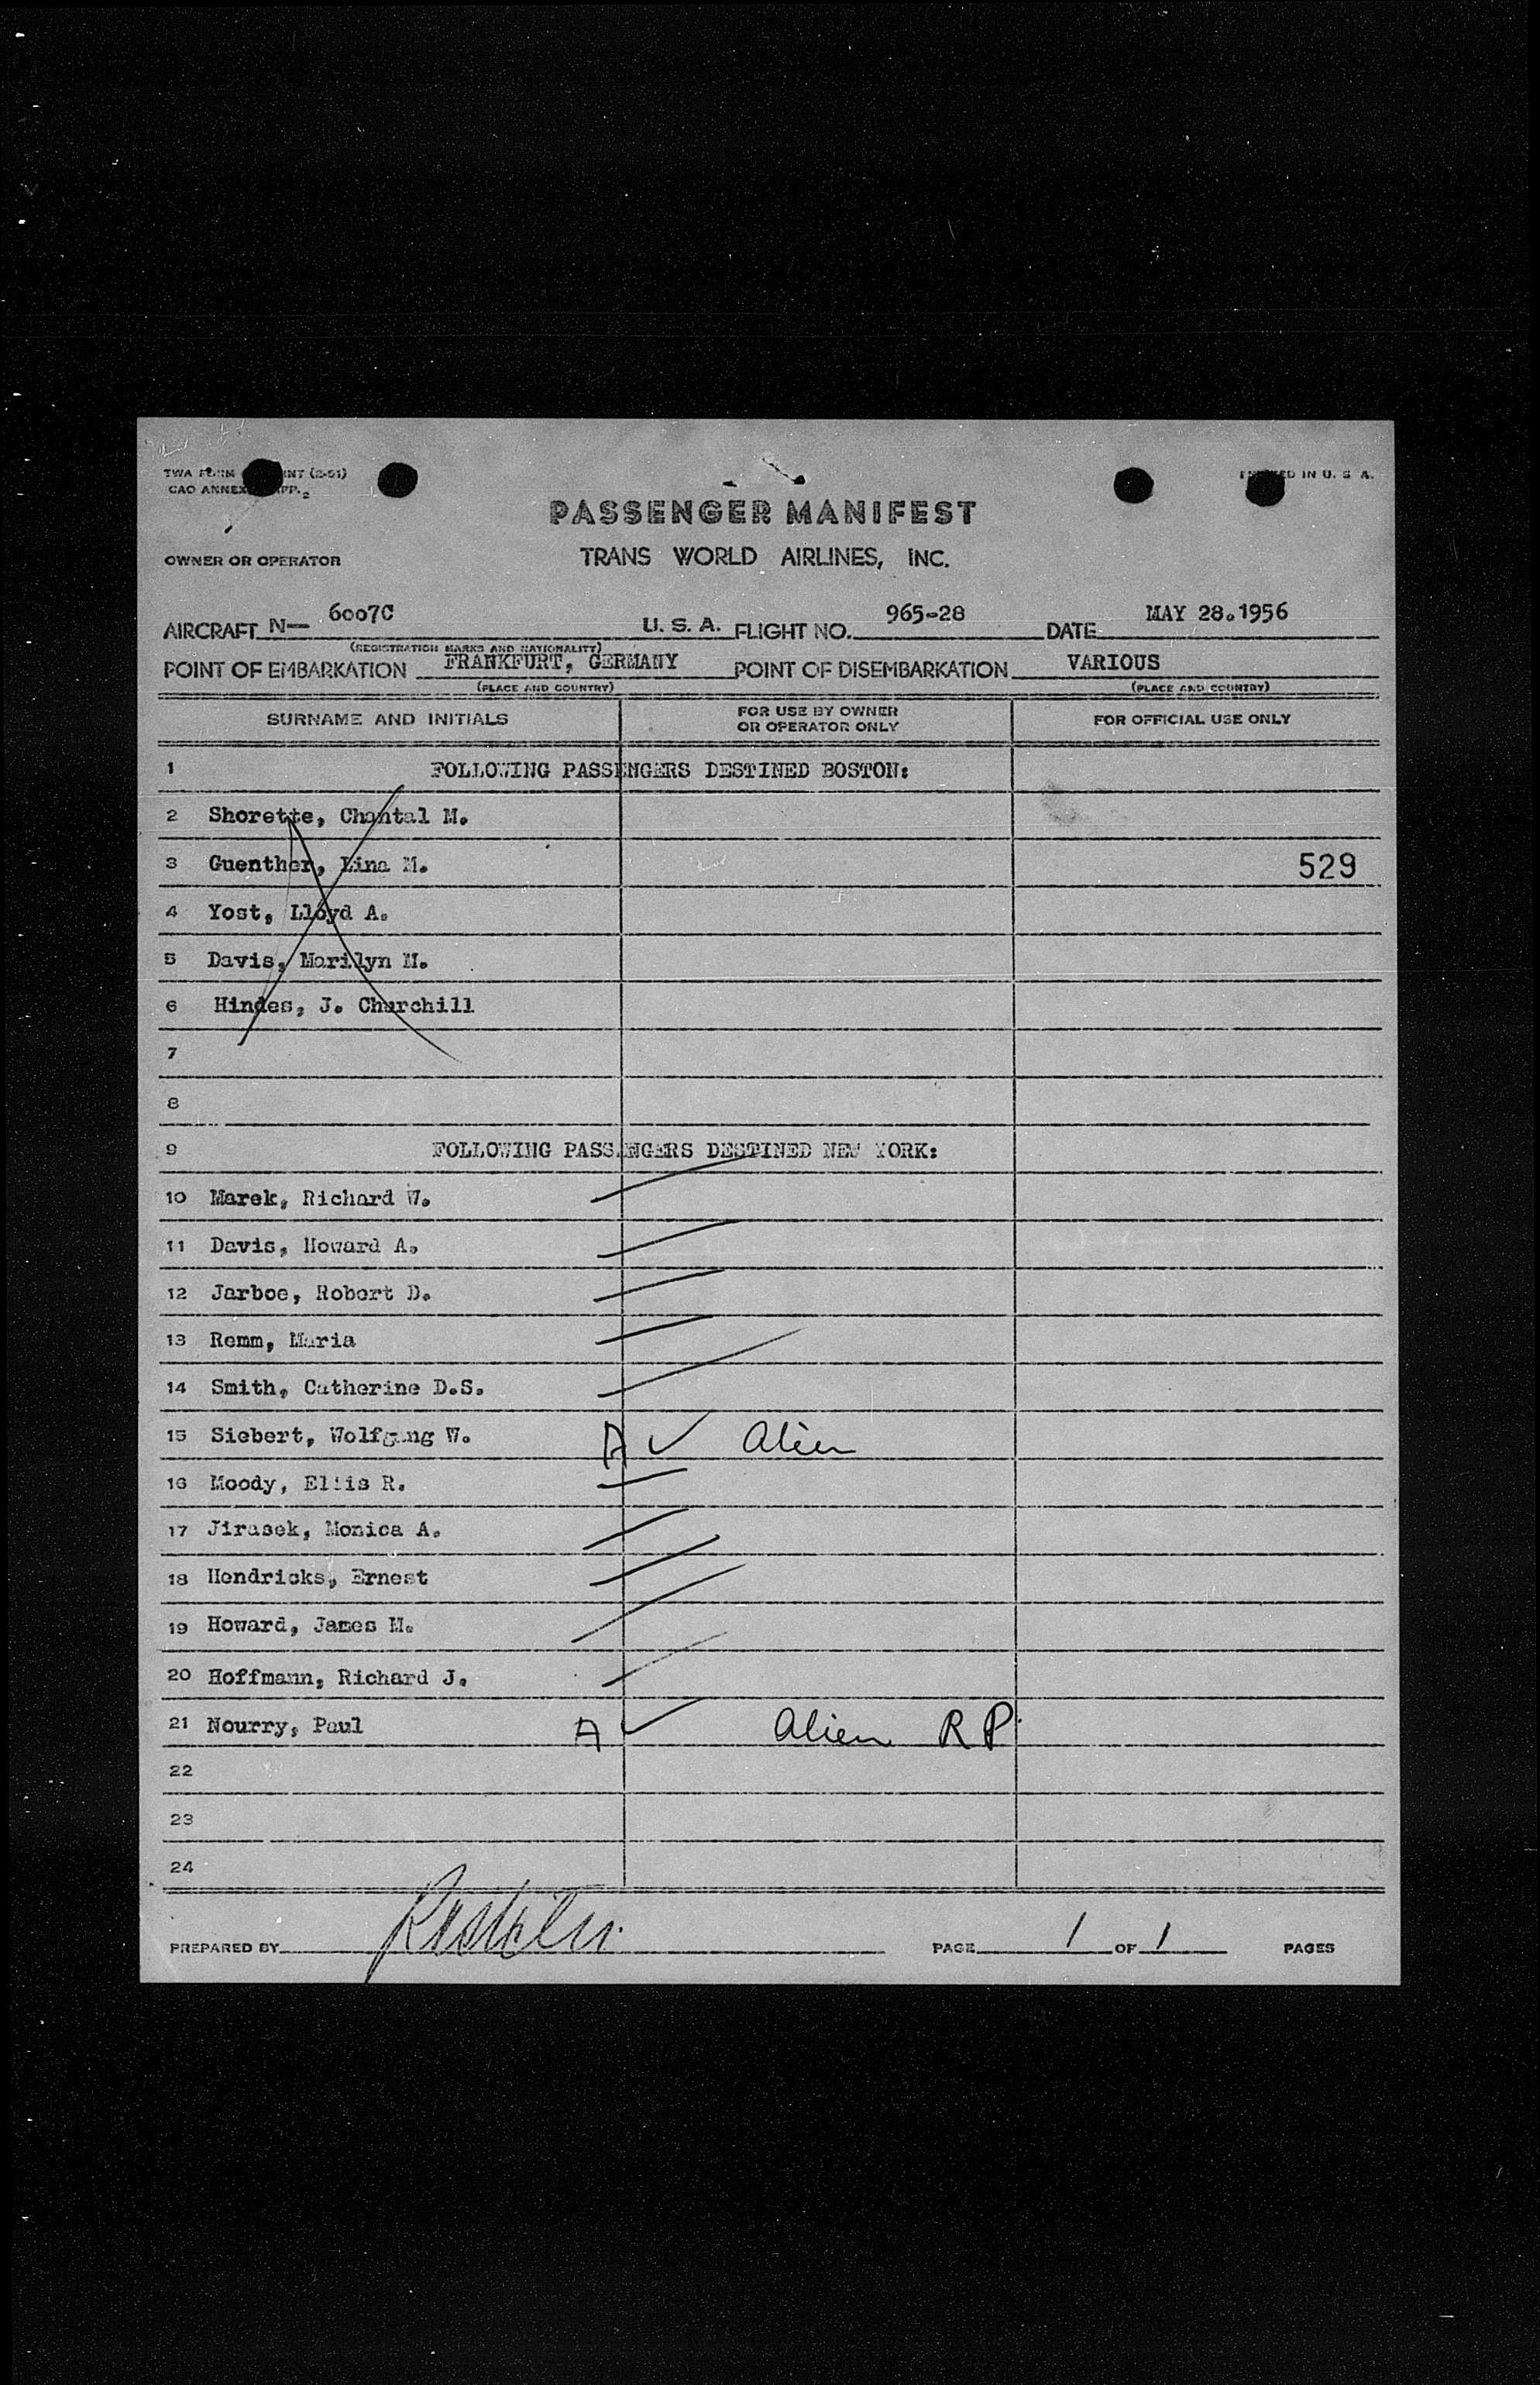 TWA FORM INT (2-51)
CAO ANNEX APP. 2
IN U. S. A.
PASSENGER MANIFEST
OWNER OR OPERATOR TRANS WORLD AIRLINES, INC.
AIRCRAFT N— 6007C U. S. A. FLIGHT NO. 965-28 DATE MAY 28.1956
(REGISTRATION MARKS AND NATIONALITY)
POINT OF EMBARKATION FRANKFURT, GERMANY POINT OF DISEMBARKATION VARIOUS
(PLACE AND COUNTRY) (PLACE AND COUNTRY)
SURNAME AND INITIALS FOR USE BY OWNER OR OPERATOR ONLY FOR OFFICIAL USE ONLY
1 FOLLOWING PASSENGERS DESTINED BOSTON:
2 Shorette, Chantal M.
3 Guenther, Lina M. 529
4 Yost, Lloyd A.
5 Davis, Marilyn M.
6 Hindes, J. Churchill
7
8
9 FOLLOWING PASSENGERS DESTINED NEW YORK:
10 Marek, Richard W.
11 Davis, Howard A.
12 Jarboe, Robert D.
13 Remm, Maria
14 Smith, Catherine D.S.
15 Siebert, Wolfgang W. A ✓ Alien
16 Moody, Ellis R.
17 Jirasek, Monica A.
18 Hendricks, Ernest
19 Howard, James M.
20 Hoffmann, Richard J.
21 Nourry, Paul A ✓ Alien R P
22
23
24
PREPARED BY PAGE 1 OF 1 PAGES